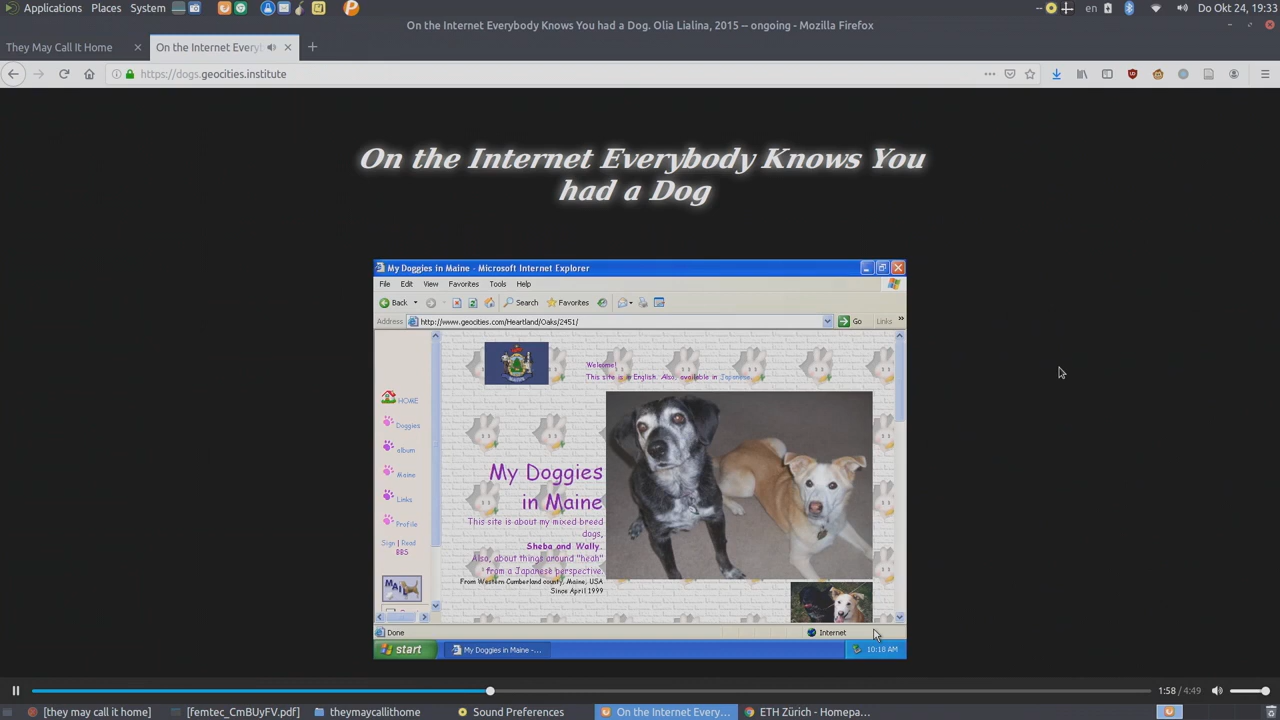 Applications Places System
en Do Okt 24, 19:33
On the Internet Everybody Knows You had a Dog. Olia Lialina, 2015 -- ongoing - Mozilla Firefox
They May Call It Home
On the Internet Everyb
https://dogs.geocities.institute
On the Internet Everybody Knows You
had a Dog
My Doggies in Maine - Microsoft Internet Explorer
File Edit View Favorites Tools Help
Back Search Favorites
Address http://www.geocities.com/Heartland/Oaks/2451/ Go Links »
Welcome!
This site is in English. Also, available in Japanese.
HOME
Doggies
album
Maine
Links
Profile
Sign | Read
BBS
My Doggies
in Maine
This site is about my mixed breed
dogs,
Sheba and Wally.
Also, about things around "heah"
from a Japanese perspective.
From Western Cumberland county, Maine, USA
Since April 1999
Done Internet
start My Doggies in Maine -... 10:18 AM
1:58 / 4:49
[they may call it home] [femtec_CmBUyFV.pdf] theymaycallithome Sound Preferences On the Internet Every... ETH Zürich - Homepa...